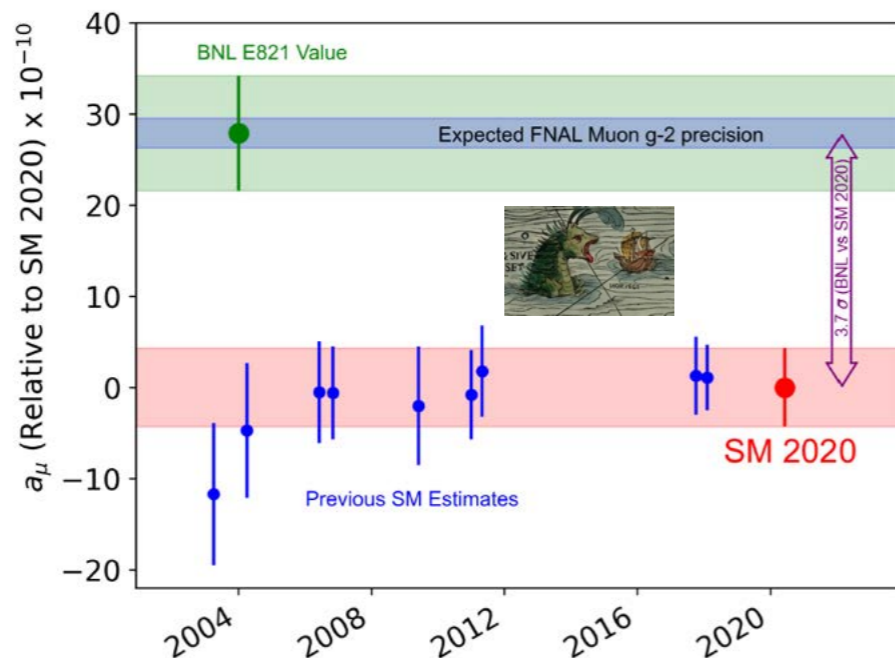 40
BNL E821 Value
30
Expected FNAL Muon g-2 precision
20
10
0
−10
−20
a_μ (Relative to SM 2020) x 10⁻¹⁰
3.7 σ (BNL vs SM 2020)
SM 2020
Previous SM Estimates
2004
2008
2012
2016
2020